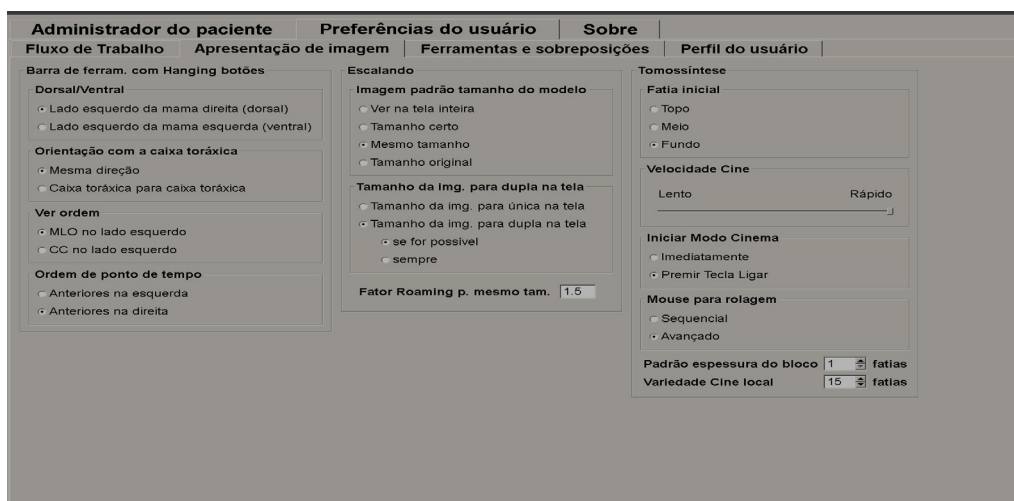 Administrador do paciente
Preferências do usuário
Sobre
Fluxo de Trabalho
Apresentação de imagem
Ferramentas e sobreposições
Perfil do usuário
Barra de ferram. com Hanging botões
Dorsal/Ventral
Lado esquerdo da mama direita (dorsal)
Lado esquerdo da mama esquerda (ventral)
Orientação com a caixa toráxica
Mesma direção
Caixa toráxica para caixa toráxica
Ver ordem
MLO no lado esquerdo
CC no lado esquerdo
Ordem de ponto de tempo
Anteriores na esquerda
Anteriores na direita
Escalando
Imagem padrão tamanho do modelo
Ver na tela inteira
Tamanho certo
Mesmo tamanho
Tamanho original
Tamanho da img. para dupla na tela
Tamanho da img. para única na tela
Tamanho da img. para dupla na tela
se for possível
sempre
Fator Roaming p. mesmo tam. 1.5
Tomossíntese
Fatia inicial
Topo
Meio
Fundo
Velocidade Cine
Lento Rápido
Iniciar Modo Cinema
Imediatamente
Premir Tecla Ligar
Mouse para rolagem
Sequencial
Avançado
Padrão espessura do bloco 1 fatias
Variedade Cine local 15 fatias